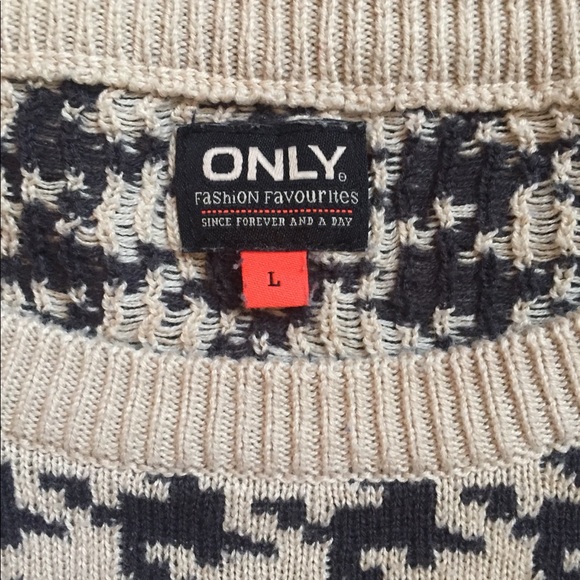 ONLY
FASHION FAVOURITES
SINCE FOREVER AND A DAY
L